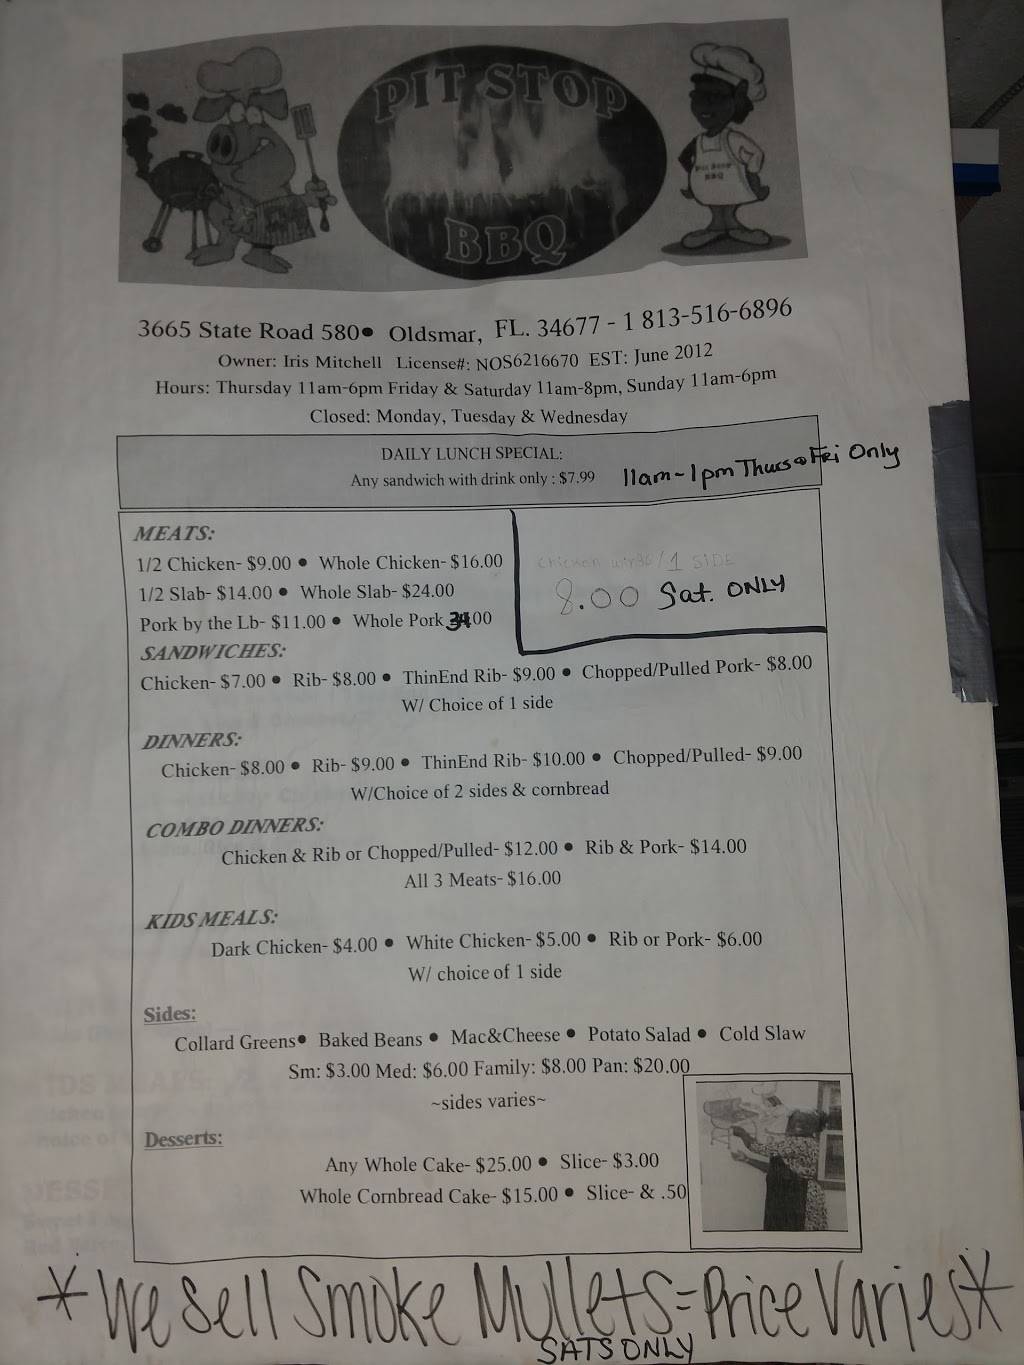 PIT STOP
BBQ
3665 State Road 580• Oldsmar, FL. 34677 - 1 813-516-6896
Owner: Iris Mitchell License#: NOS6216670 EST: June 2012
Hours: Thursday 11am-6pm Friday & Saturday 11am-8pm, Sunday 11am-6pm
Closed: Monday, Tuesday & Wednesday
DAILY LUNCH SPECIAL:
Any sandwich with drink only : $7.99 11am-1pm Thurs & Fri Only
MEATS:
1/2 Chicken- $9.00 • Whole Chicken- $16.00
1/2 Slab- $14.00 • Whole Slab- $24.00
Pork by the Lb- $11.00 • Whole Pork 00
Chicken wings/1 SIDE
8.00 Sat. ONLY
SANDWICHES:
Chicken- $7.00 • Rib- $8.00 • ThinEnd Rib- $9.00 • Chopped/Pulled Pork- $8.00
W/ Choice of 1 side
DINNERS:
Chicken- $8.00 • Rib- $9.00 • ThinEnd Rib- $10.00 • Chopped/Pulled- $9.00
W/Choice of 2 sides & cornbread
COMBO DINNERS:
Chicken & Rib or Chopped/Pulled- $12.00 • Rib & Pork- $14.00
All 3 Meats- $16.00
KIDS MEALS:
Dark Chicken- $4.00 • White Chicken- $5.00 • Rib or Pork- $6.00
W/ choice of 1 side
Sides:
Collard Greens• Baked Beans • Mac&Cheese • Potato Salad • Cold Slaw
Sm: $3.00 Med: $6.00 Family: $8.00 Pan: $20.00
~sides varies~
Desserts:
Any Whole Cake- $25.00 • Slice- $3.00
Whole Cornbread Cake- $15.00 • Slice- & .50
*We Sell Smoke Mullets=Price Varies*
SATS ONLY